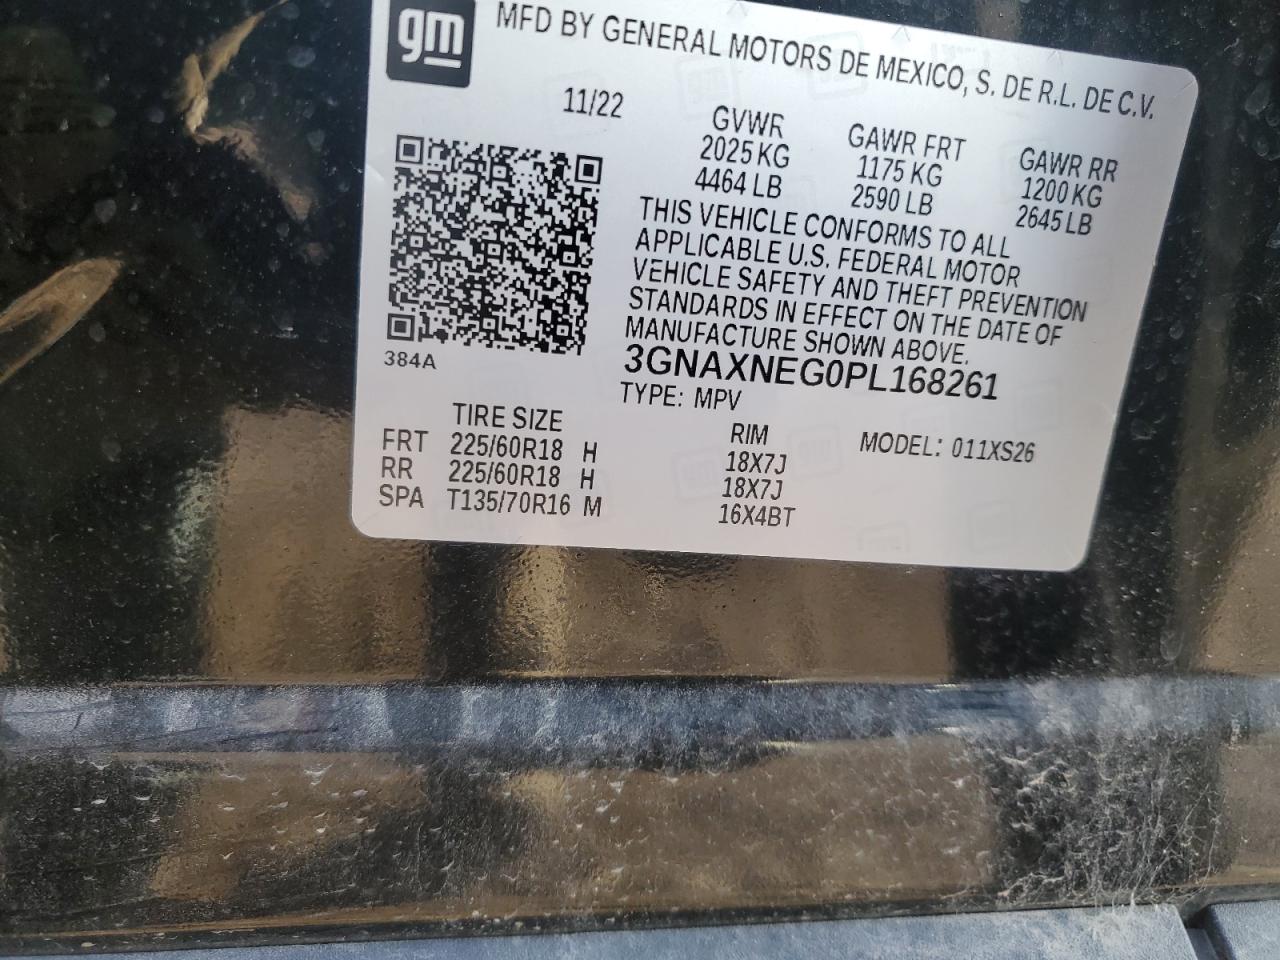 gm
MFD BY GENERAL MOTORS DE MEXICO, S. DE R.L. DE C.V.
11/22
GVWR GAWR FRT GAWR RR
2025 KG 1175 KG 1200 KG
4464 LB 2590 LB 2645 LB
THIS VEHICLE CONFORMS TO ALL
APPLICABLE U.S. FEDERAL MOTOR
VEHICLE SAFETY AND THEFT PREVENTION
STANDARDS IN EFFECT ON THE DATE OF
MANUFACTURE SHOWN ABOVE.
384A
3GNAXNEG0PL168261
TYPE: MPV
TIRE SIZE RIM MODEL: 011XS26
FRT 225/60R18 H 18X7J
RR 225/60R18 H 18X7J
SPA T135/70R16 M 16X4BT